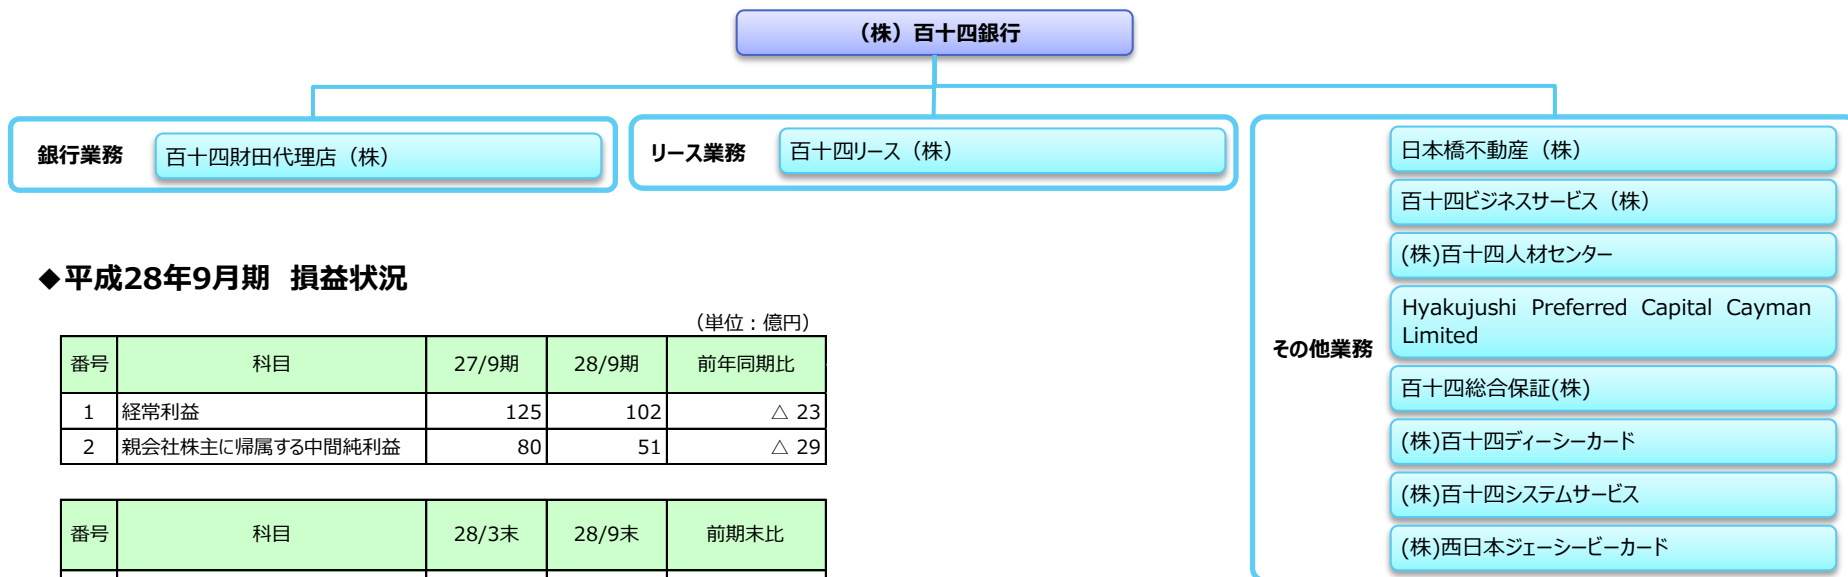 （株）百十四銀行
銀行業務
百十四財田代理店（株）
リース業務
百十四リース（株）
その他業務
日本橋不動産（株）
百十四ビジネスサービス（株）
(株)百十四人材センター
Hyakujushi Preferred Capital Cayman
Limited
百十四総合保証(株)
(株)百十四ディーシーカード
(株)百十四システムサービス
(株)西日本ジェーシービーカード
◆平成28年9月期 損益状況
（単位：億円）
番号 科目 27/9期 28/9期 前年同期比
1 経常利益 125 102 △ 23
2 親会社株主に帰属する中間純利益 80 51 △ 29
番号 科目 28/3末 28/9末 前期末比